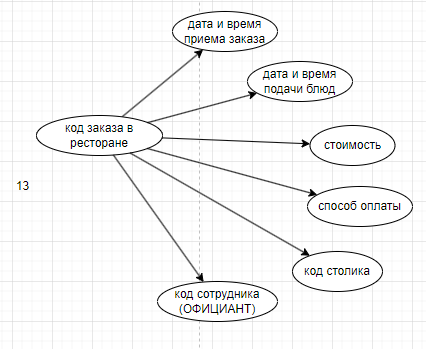 дата и время
приема заказа
дата и время
подачи блюд
код заказа в
ресторане
стоимость
13
способ оплаты
код столика
код сотрудника
(ОФИЦИАНТ)